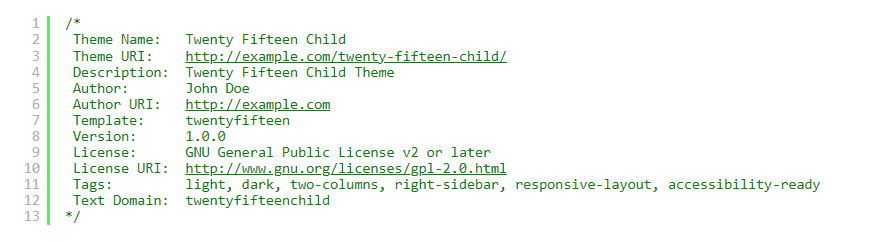 1 /*
2 Theme Name: Twenty Fifteen Child
3 Theme URI: http://example.com/twenty-fifteen-child/
4 Description: Twenty Fifteen Child Theme
5 Author: John Doe
6 Author URI: http://example.com
7 Template: twentyfifteen
8 Version: 1.0.0
9 License: GNU General Public License v2 or later
10 License URI: http://www.gnu.org/licenses/gpl-2.0.html
11 Tags: light, dark, two-columns, right-sidebar, responsive-layout, accessibility-ready
12 Text Domain: twentyfifteenchild
13 */